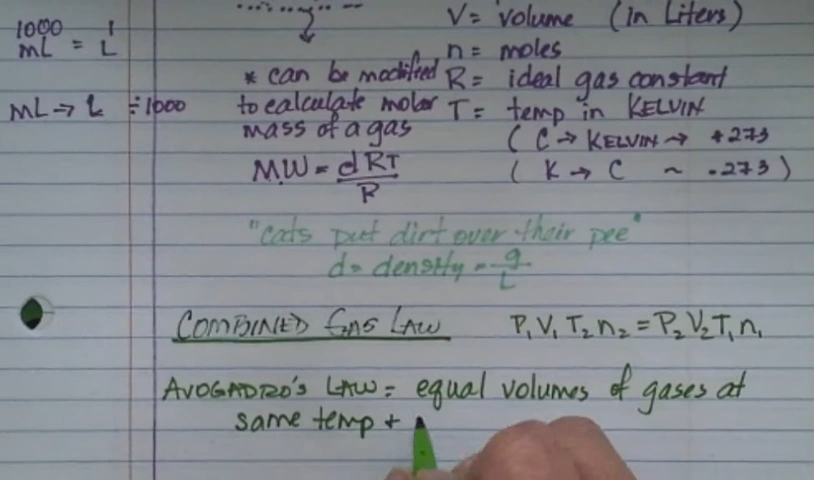 V = volume (in Liters)
1000 mL = 1 L
n = moles
* can be modified
R = ideal gas constant
mL → L ÷ 1000
to calculate molar
T = temp in KELVIN
mass of a gas
( C → KELVIN → +273
MW = dRT
P
( K → C ~ -273 )
"cats put dirt over their pee"
d = density = g
L
COMBINED GAS LAW P₁V₁T₂n₂ = P₂V₂T₁n₁
AVOGADRO'S LAW = equal volumes of gases at
same temp +